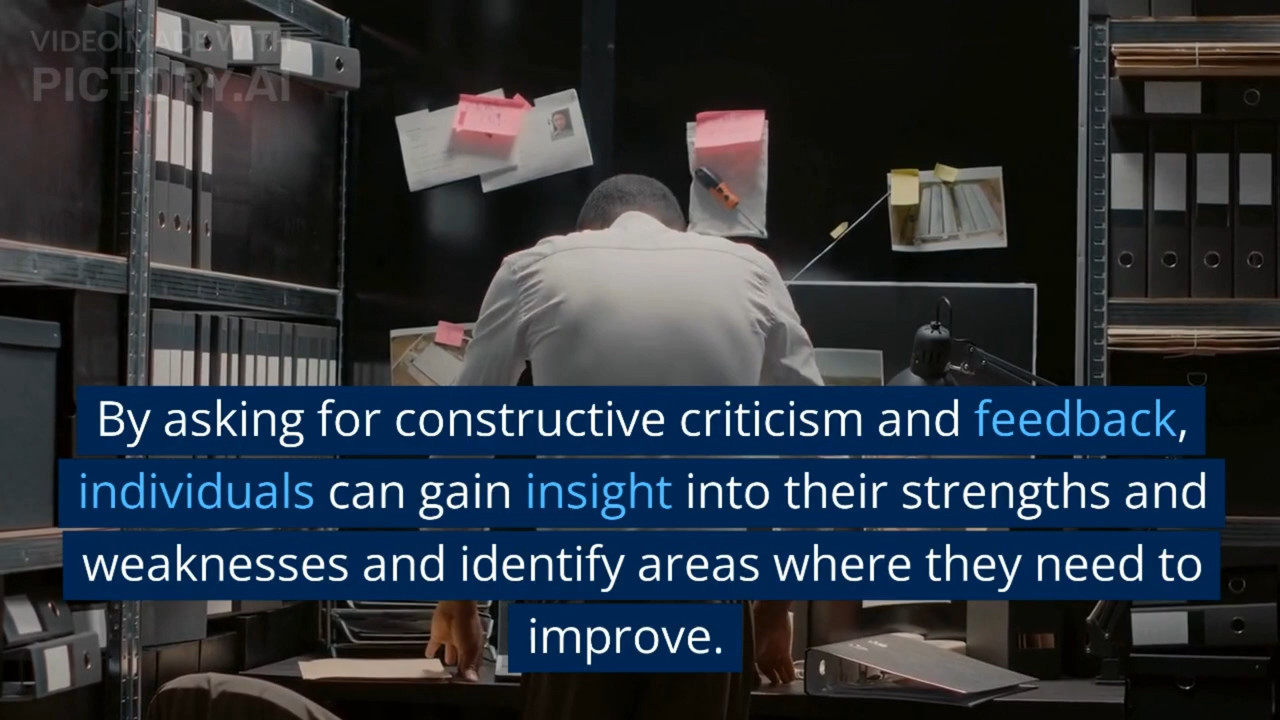 VIDEO MADE WITH
PICTORY.AI
By asking for constructive criticism and feedback,
individuals can gain insight into their strengths and
weaknesses and identify areas where they need to
improve.